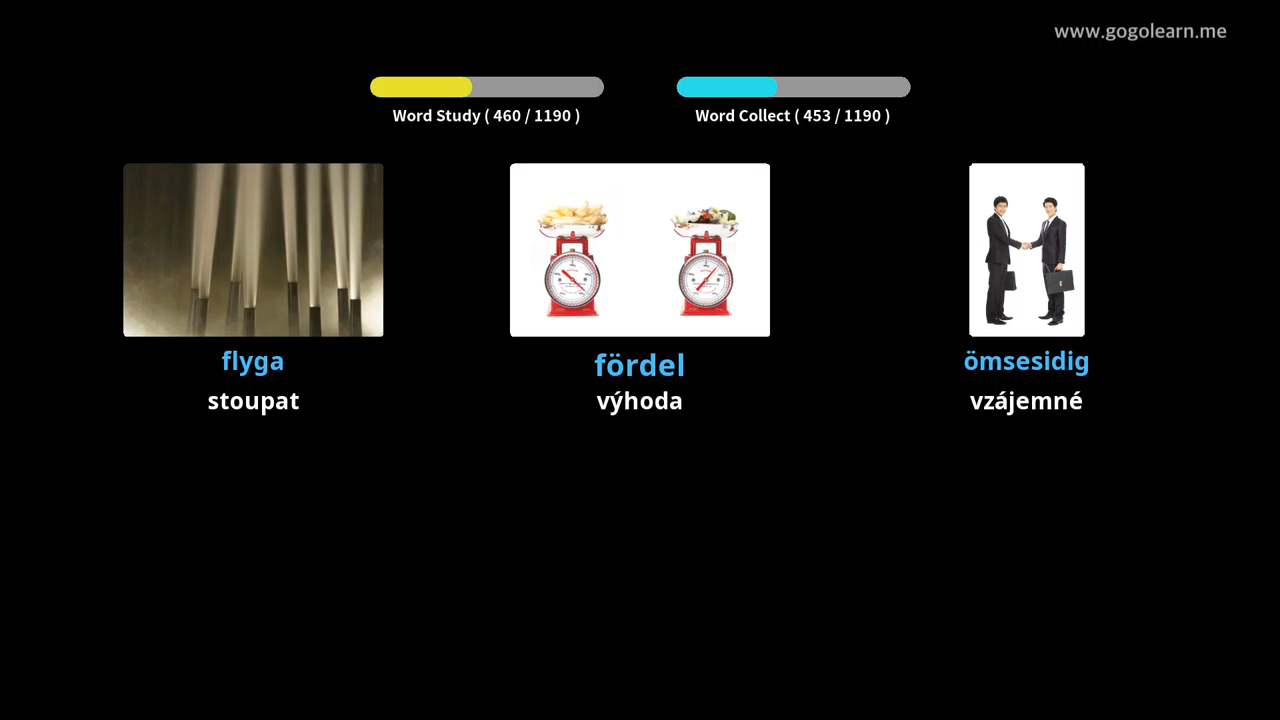 www.gogolearn.me
Word Study ( 460 / 1190 )
Word Collect ( 453 / 1190 )
flyga
stoupat
fördel
výhoda
ömsesidig
vzájemné